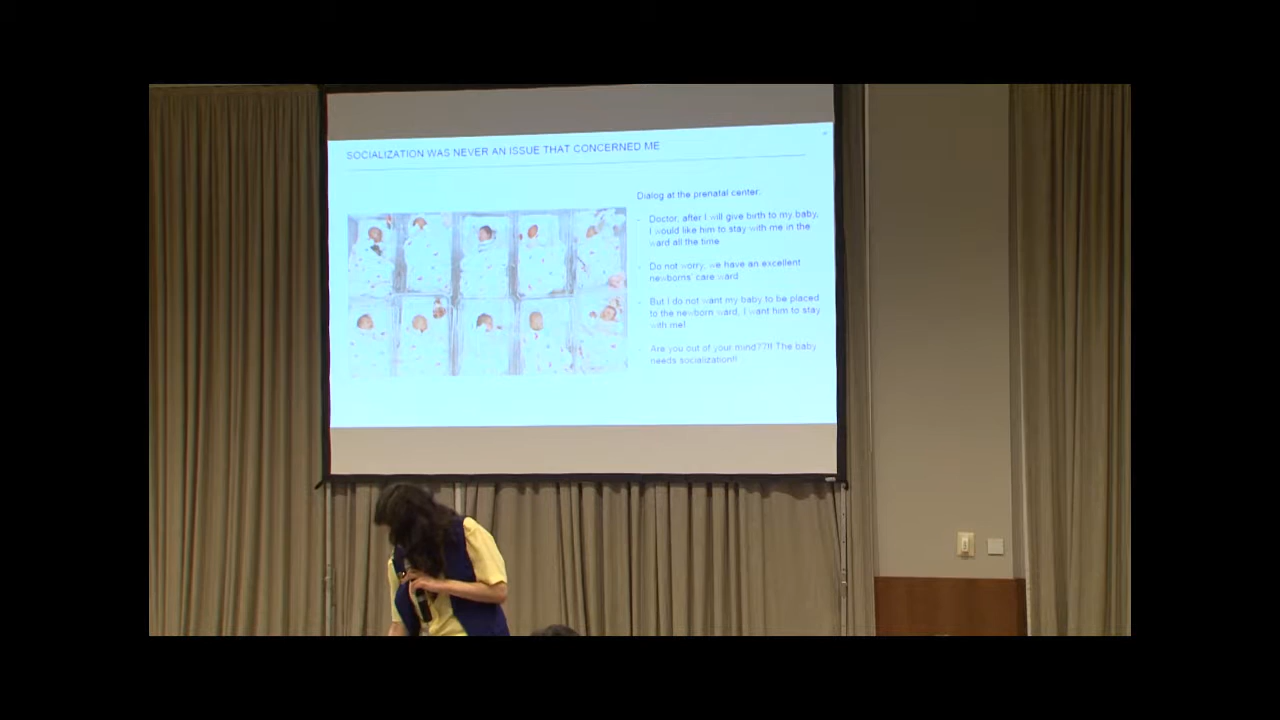 SOCIALIZATION WAS NEVER AN ISSUE THAT CONCERNED ME
Dialog at the prenatal center:
- Doctor, after I will give birth to my baby,
I would like him to stay with me in the
ward all the time
- Do not worry, we have an excellent
newborns' care ward
- But I do not want my baby to be placed
to the newborn ward, I want him to stay
with me!
- Are you out of your mind??!! The baby
needs socialization!!